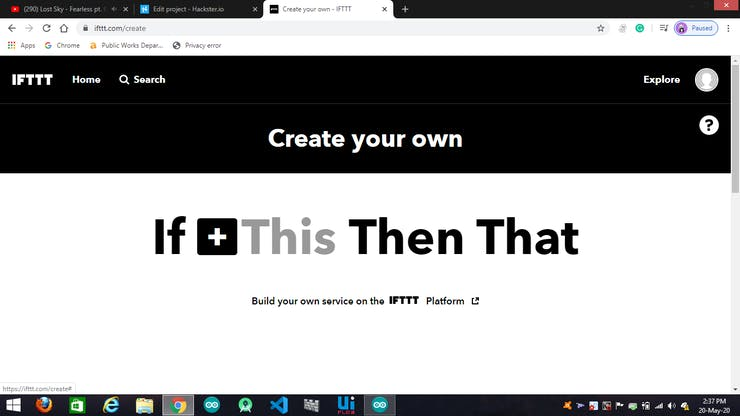 (290) Lost Sky - Fearless pt.
Edit project - Hackster.io
Create your own - IFTTT
ifttt.com/create
Paused
Apps
Chrome
Public Works Depar...
Privacy error
IFTTT
Home
Search
Explore
?
Create your own
If + This Then That
Build your own service on the IFTTT Platform
https://ifttt.com/create#
Ui
2:37 PM
20-May-20